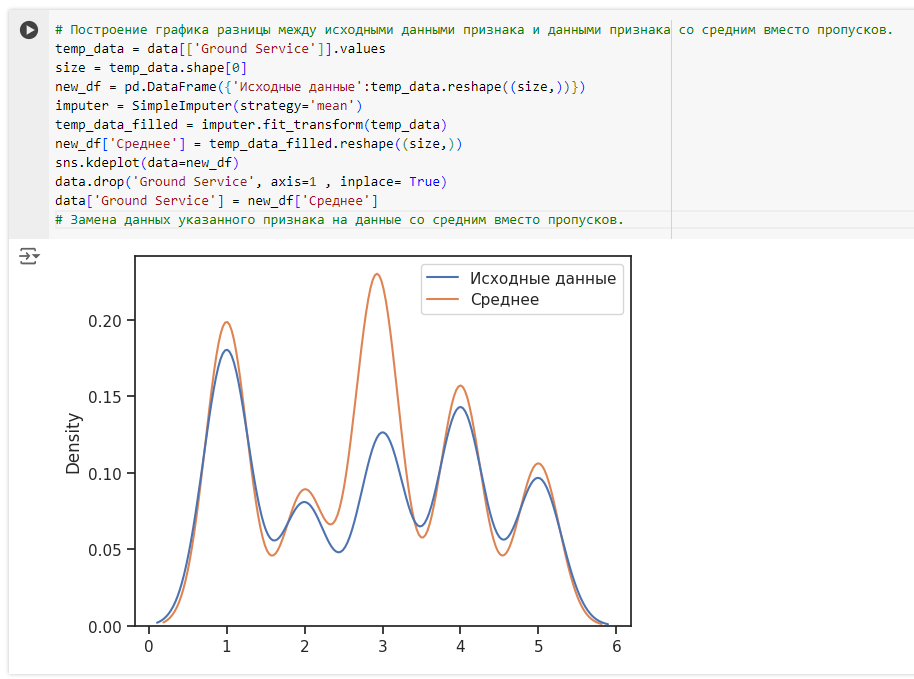 # Построение графика разницы между исходными данными признака и данными признака со средним вместо пропусков.
temp_data = data[['Ground Service']].values
size = temp_data.shape[0]
new_df = pd.DataFrame({'Исходные данные':temp_data.reshape((size,))})
imputer = SimpleImputer(strategy='mean')
temp_data_filled = imputer.fit_transform(temp_data)
new_df['Среднее'] = temp_data_filled.reshape((size,))
sns.kdeplot(data=new_df)
data.drop('Ground Service', axis=1 , inplace= True)
data['Ground Service'] = new_df['Среднее']
# Замена данных указанного признака на данные со средним вместо пропусков.
Исходные данные
Среднее
0.20
0.15
0.10
0.05
0.00
Density
0 1 2 3 4 5 6